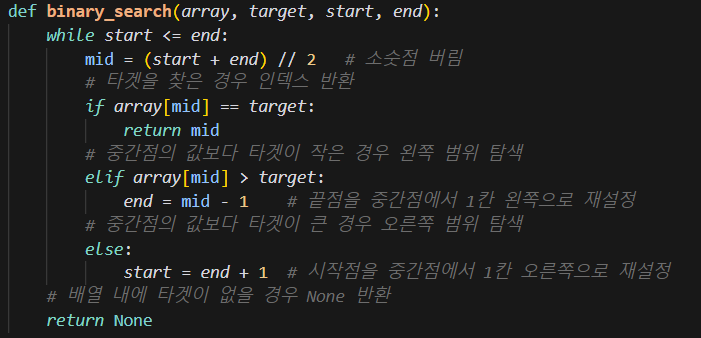 def binary_search(array, target, start, end):
    while start <= end:
        mid = (start + end) // 2   # 소숫점 버림
        # 타겟을 찾은 경우 인덱스 반환
        if array[mid] == target:
            return mid
        # 중간점의 값보다 타겟이 작은 경우 왼쪽 범위 탐색
        elif array[mid] > target:
            end = mid - 1    # 끝점을 중간점에서 1칸 왼쪽으로 재설정
        # 중간점의 값보다 타겟이 큰 경우 오른쪽 범위 탐색
        else:
            start = end + 1  # 시작점을 중간점에서 1칸 오른쪽으로 재설정
    # 배열 내에 타겟이 없을 경우 None 반환
    return None